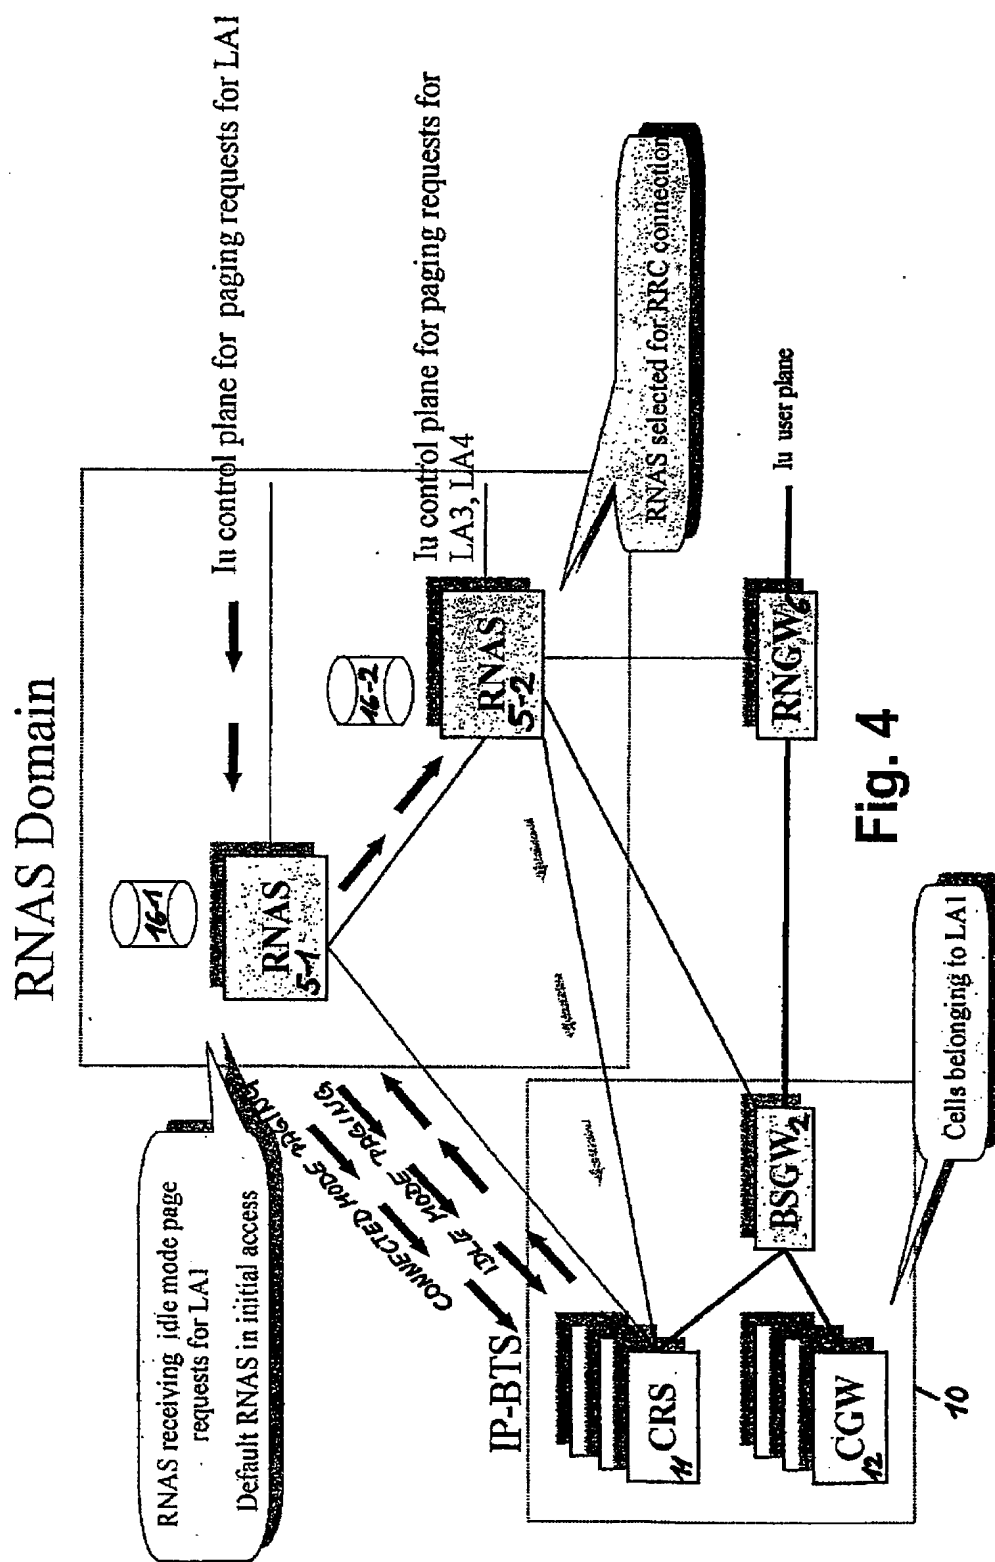 RNAS Domain
RNAS receiving idle mode page
requests for LA1
Default RNAS in initial access
16-1
RNAS
5-1
Iu control plane for paging requests for LA1
16-2
RNAS
5-2
Iu control plane for paging requests for
LA3, LA4
CONNECTED MODE PAGING
IDLE MODE PAGING
RNAS selected for RRC connection
IP-BTS
CRS
11
CGW
12
BSGW
2
RNGW
6
Iu user plane
10
Cells belonging to LA1
Fig. 4